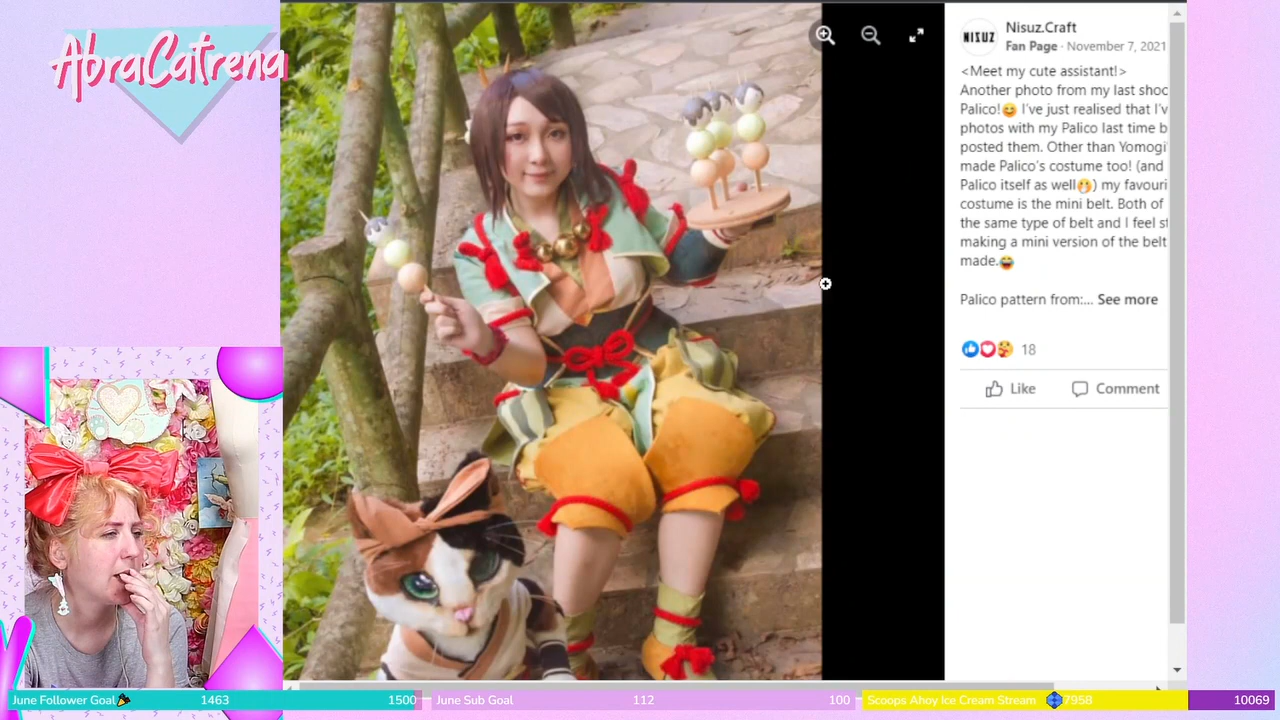 AbraCatrena
NISUZ
Nisuz.Craft
Fan Page · November 7, 2021
<Meet my cute assistant!>
Another photo from my last shoo
Palico!😊 I've just realised that I'v
photos with my Palico last time b
posted them. Other than Yomogi'
made Palico's costume too! (and
Palico itself as well🤭) my favouri
costume is the mini belt. Both of
the same type of belt and I feel st
making a mini version of the belt
made.😂
Palico pattern from:... See more
18
Like
Comment
June Follower Goal🎉 1463 1500
June Sub Goal 112 100
Scoops Ahoy Ice Cream Stream 7958 10069